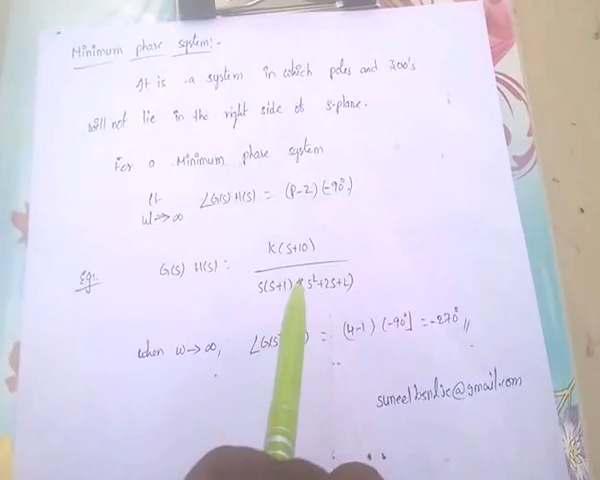 Minimum phase system:-
It is a system in which poles and zoo's
will not lie in the right side of s-plane.
For a Minimum phase system
lt
ω→∞ ∠G(s) H(s) = (P-Z)(-90°)
Eg:- G(s) H(s) = K(s+10)
s(s+1) (s²+2s+2)
when ω→∞, ∠G(s = (4-1) (-90°] = -270°,,
suneelbsnljc@gmail.com